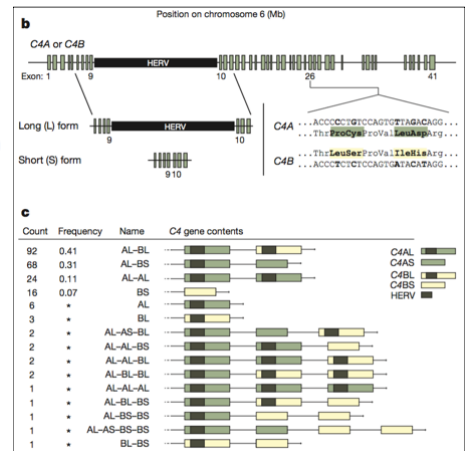 Position on chromosome 6 (Mb)
b
C4A or C4B
HERV
Exon: 1 9 10 26 41
Long (L) form
HERV
9 10
Short (S) form
9 10
C4A
...ACCCCCTGTCCAGTGTTAGACAGG...
...ThrProCysProValLeuAspArg...
...ThrLeuSerProValIleHisArg...
C4B
...ACCCTCTCTCCAGTGATACATAGG...
c
Count Frequency Name C4 gene contents
92 0.41 AL–BL
68 0.31 AL–BS
24 0.11 AL–AL
16 0.07 BS
6 * AL
3 * BL
2 * AL–AS–BL
2 * AL–AL–BS
2 * AL–AL–BL
2 * AL–BL–BL
1 * AL–AL–AL
1 * AL–BL–BS
1 * AL–BS–BS
1 * AL–AS–BS–BS
1 * BL–BS
C4AL
C4AS
C4BL
C4BS
HERV